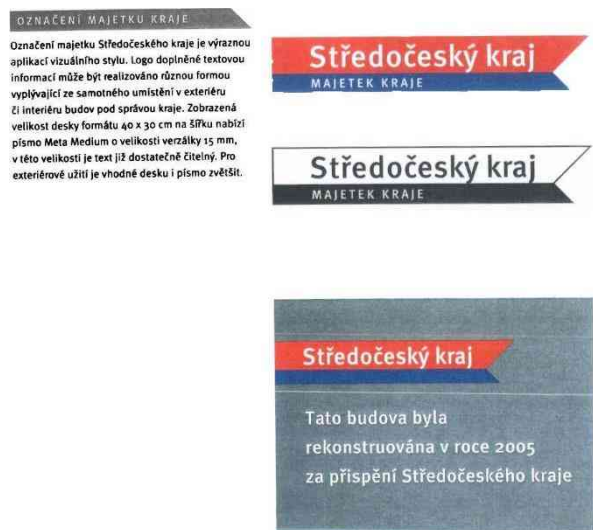 OZNAČENÍ MAJETKU KRAJE
Označení majetku Středočeského kraje je výraznou
aplikací vizuálního stylu. Logo doplněné textovou
informací může být realizováno různou formou
vyplývající ze samotného umístění v exteriéru
či interiéru budov pod správou kraje. Zobrazená
velikost desky formátu 40 x 30 cm na šířku nabízí
písmo Meta Medium o velikosti verzálky 15 mm,
v této velikosti je text již dostatečně čitelný. Pro
exteriérové užití je vhodné desku i písmo zvětšit.
Středočeský kraj
MAJETEK KRAJE
Středočeský kraj
MAJETEK KRAJE
Středočeský kraj
Tato budova byla
rekonstruována v roce 2005
za přispění Středočeského kraje